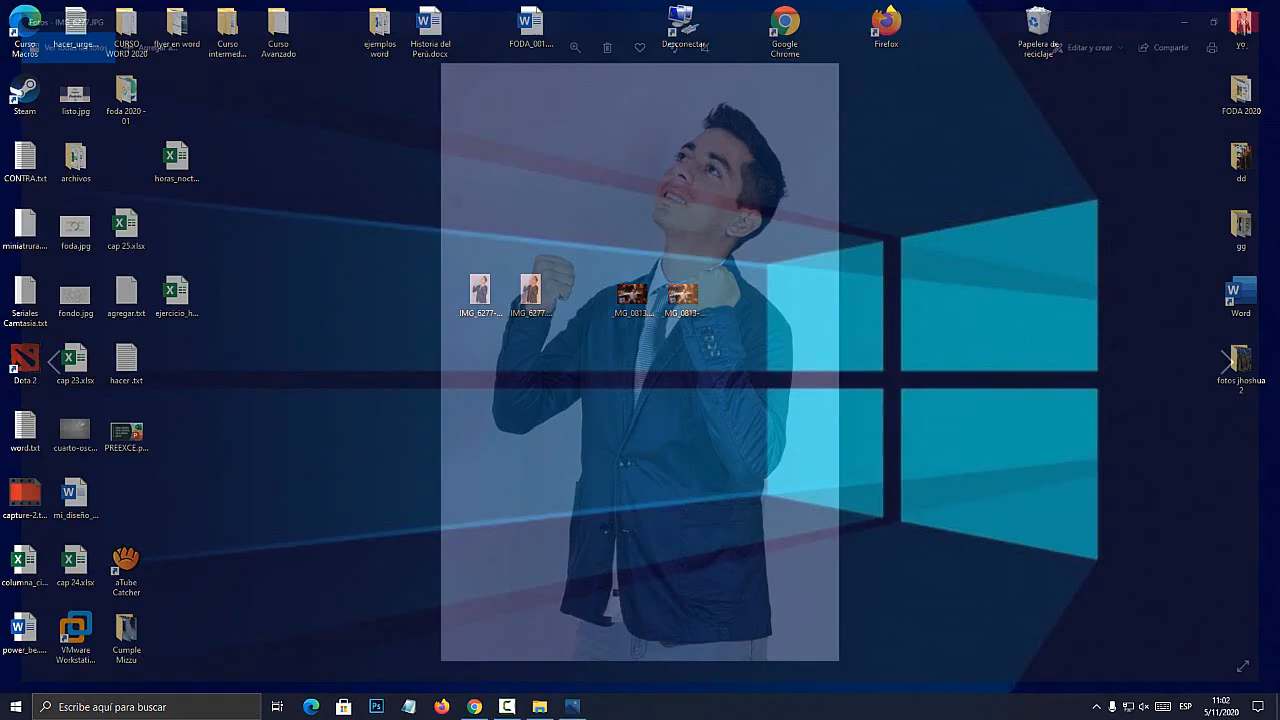 Fotos - IMG_6277.JPG
Editar y crear
Compartir
Curso
Macros
hacer_urge...
CURSO
WORD 2020
flyer en word
Curso
intermed...
Curso
Avanzado
ejemplos
word
Historia del
Perú.docx
FODA_001....
Desconectar
Google
Chrome
Firefox
Papelera de
reciclaje
yo
Steam
listo.jpg
foda 2020 -
01
FODA 2020
CONTRA.txt
archivos
horas_noct...
dd
miniatura....
foda.jpg
cap 25.xlsx
gg
Seriales
Camtasia.txt
fondo.jpg
agregar.txt
ejercicio_h...
IMG_6277-...
IMG_6277....
_MG_0813....
_MG_0813-...
Word
Dota 2
cap 23.xlsx
hacer .txt
fotos jhoshua
2
word.txt
cuarto-osc...
PREEXCE.p...
capture-2.t...
mi_diseño_...
columna_ci...
cap 24.xlsx
aTube
Catcher
power_be....
VMware
Workstati...
Cumple
Mizzu
Escribe aquí para buscar
Ps
ESP
11:02
5/11/2020